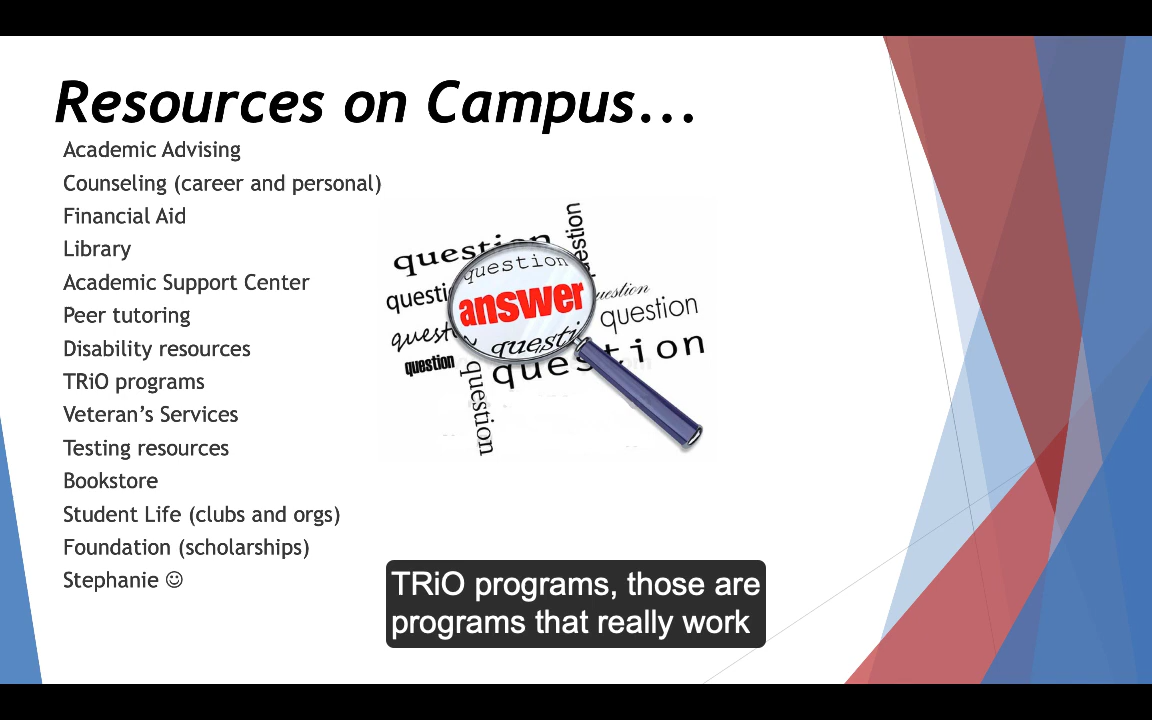 Resources on Campus...
Academic Advising
Counseling (career and personal)
Financial Aid
Library
Academic Support Center
Peer tutoring
Disability resources
TRiO programs
Veteran's Services
Testing resources
Bookstore
Student Life (clubs and orgs)
Foundation (scholarships)
Stephanie ☺
question
question
answer
question
question
question
question
question
TRiO programs, those are
programs that really work